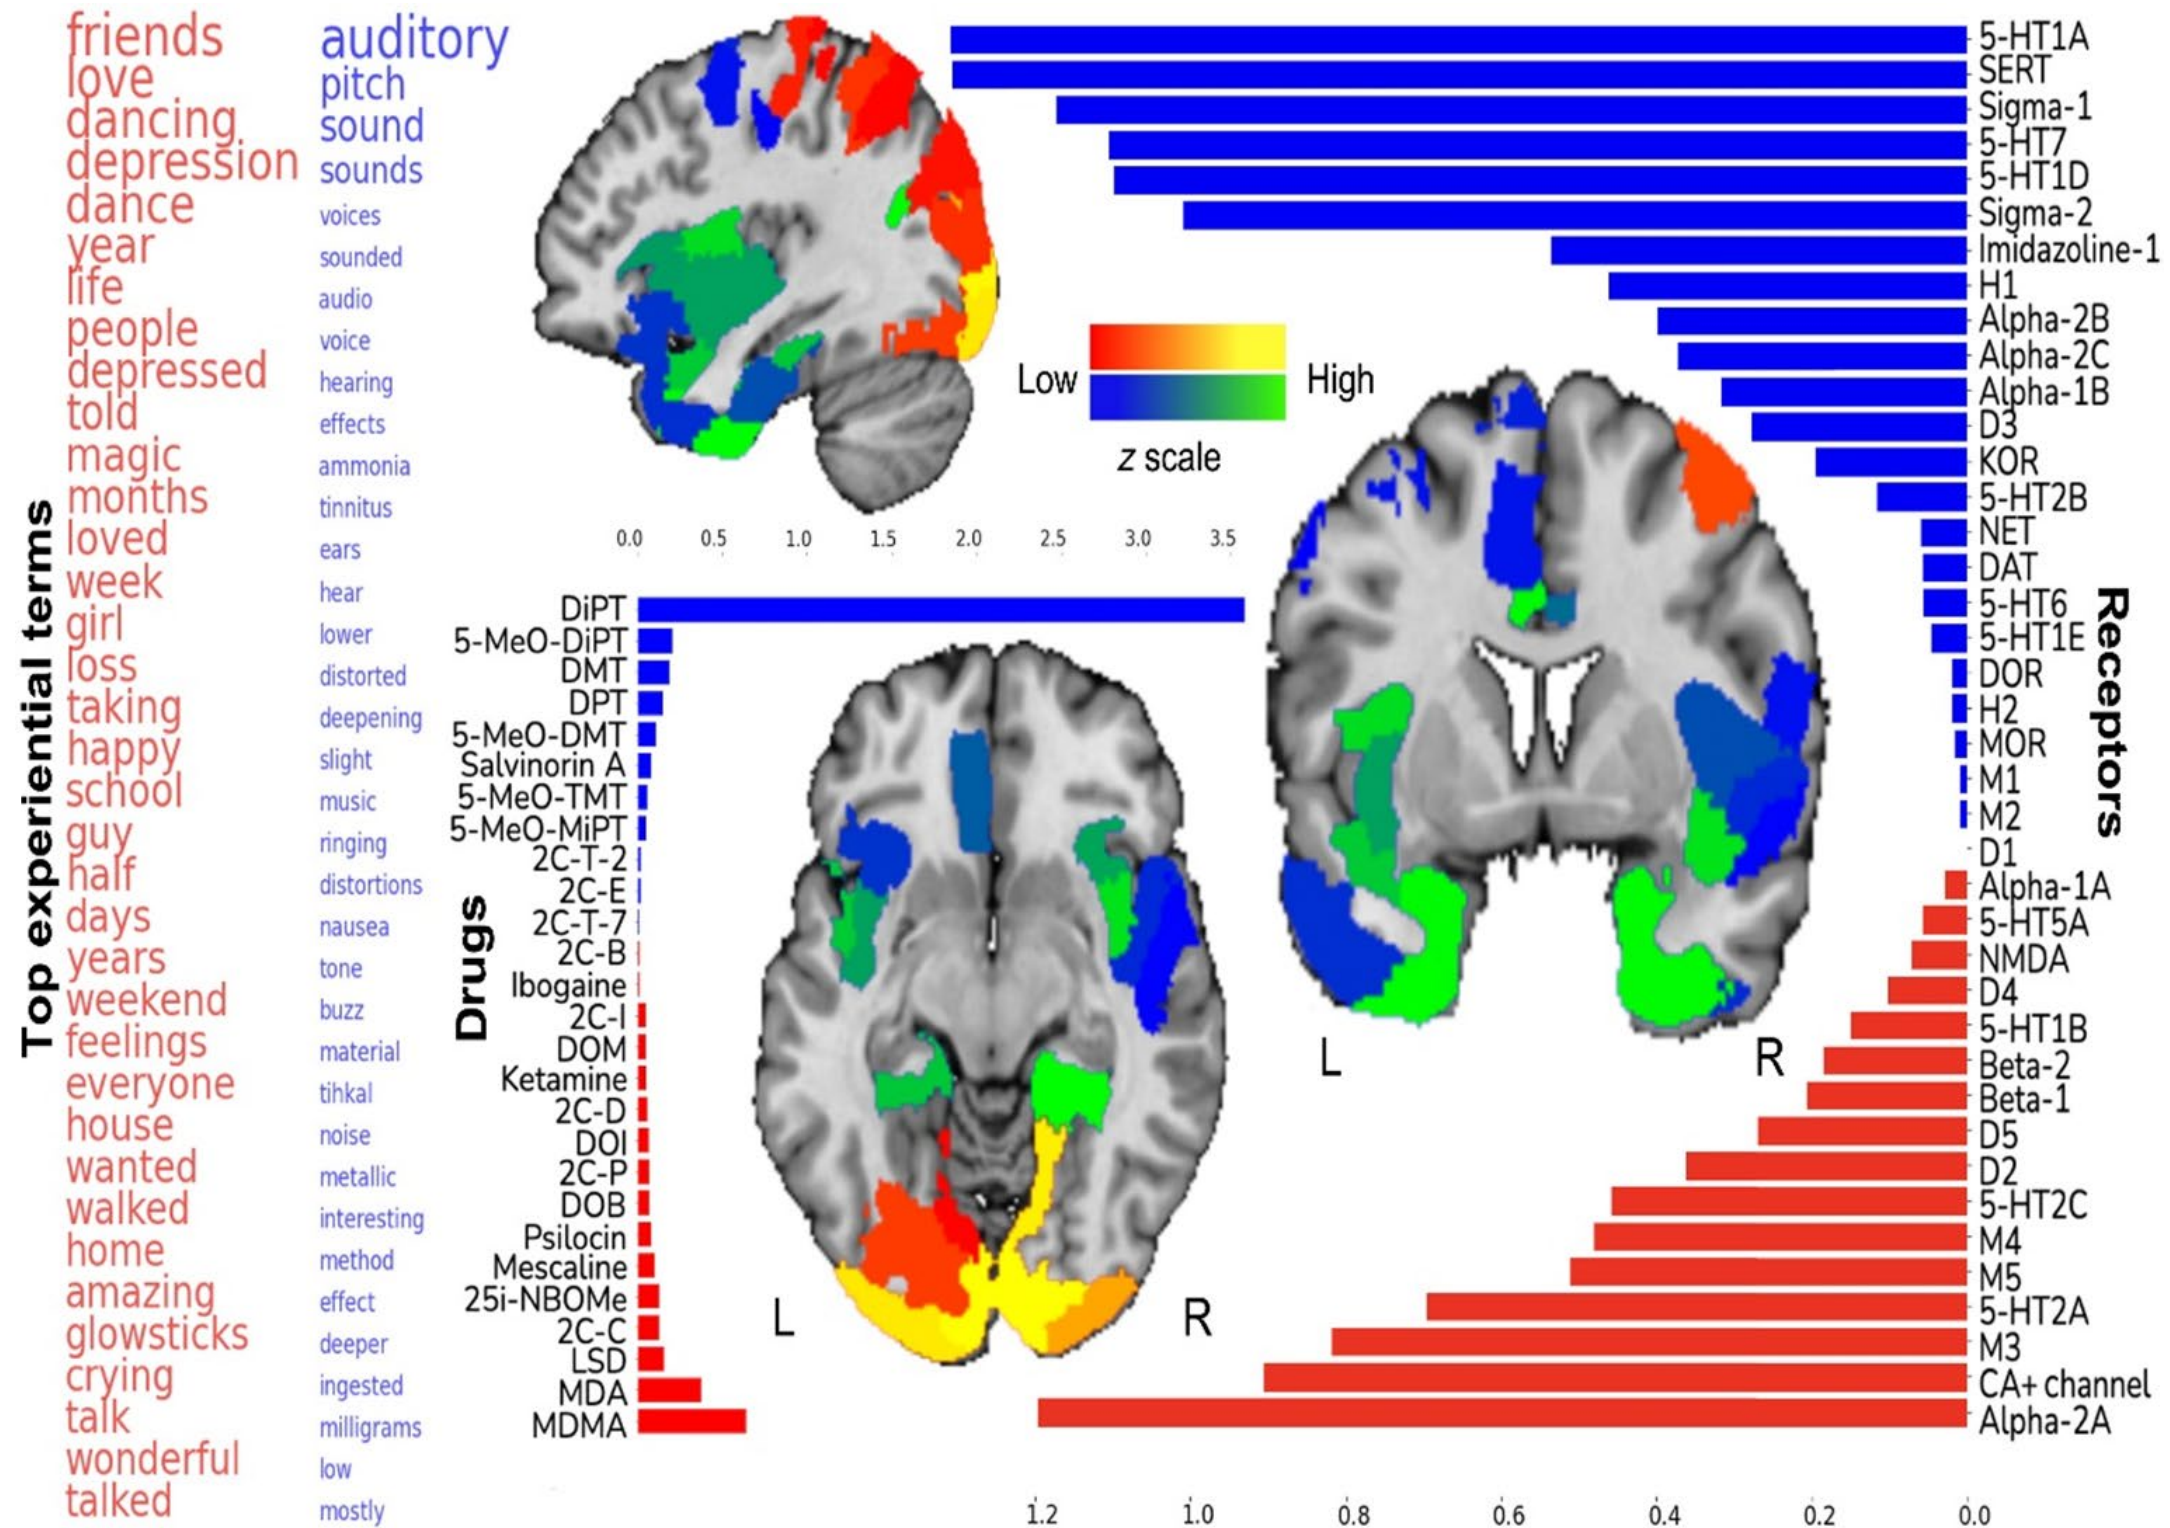 Top experiential terms
friends
love
dancing
depression
dance
year
life
people
depressed
told
magic
months
loved
week
girl
loss
taking
happy
school
guy
half
days
years
weekend
feelings
everyone
house
wanted
walked
home
amazing
glowsticks
crying
talk
wonderful
talked
auditory
pitch
sound
sounds
voices
sounded
audio
voice
hearing
effects
ammonia
tinnitus
ears
hear
lower
distorted
deepening
slight
music
ringing
distortions
nausea
tone
buzz
material
tihkal
noise
metallic
interesting
method
effect
deeper
ingested
milligrams
low
mostly
Low
High
z scale
0.0 0.5 1.0 1.5 2.0 2.5 3.0 3.5
Drugs
DiPT
5-MeO-DiPT
DMT
DPT
5-MeO-DMT
Salvinorin A
5-MeO-TMT
5-MeO-MiPT
2C-T-2
2C-E
2C-T-7
2C-B
Ibogaine
2C-I
DOM
Ketamine
2C-D
DOI
2C-P
DOB
Psilocin
Mescaline
25i-NBOMe
2C-C
LSD
MDA
MDMA
L R
L R
Receptors
5-HT1A
SERT
Sigma-1
5-HT7
5-HT1D
Sigma-2
Imidazoline-1
H1
Alpha-2B
Alpha-2C
Alpha-1B
D3
KOR
5-HT2B
NET
DAT
5-HT6
5-HT1E
DOR
H2
MOR
M1
M2
D1
Alpha-1A
5-HT5A
NMDA
D4
5-HT1B
Beta-2
Beta-1
D5
D2
5-HT2C
M4
M5
5-HT2A
M3
CA+ channel
Alpha-2A
1.2 1.0 0.8 0.6 0.4 0.2 0.0